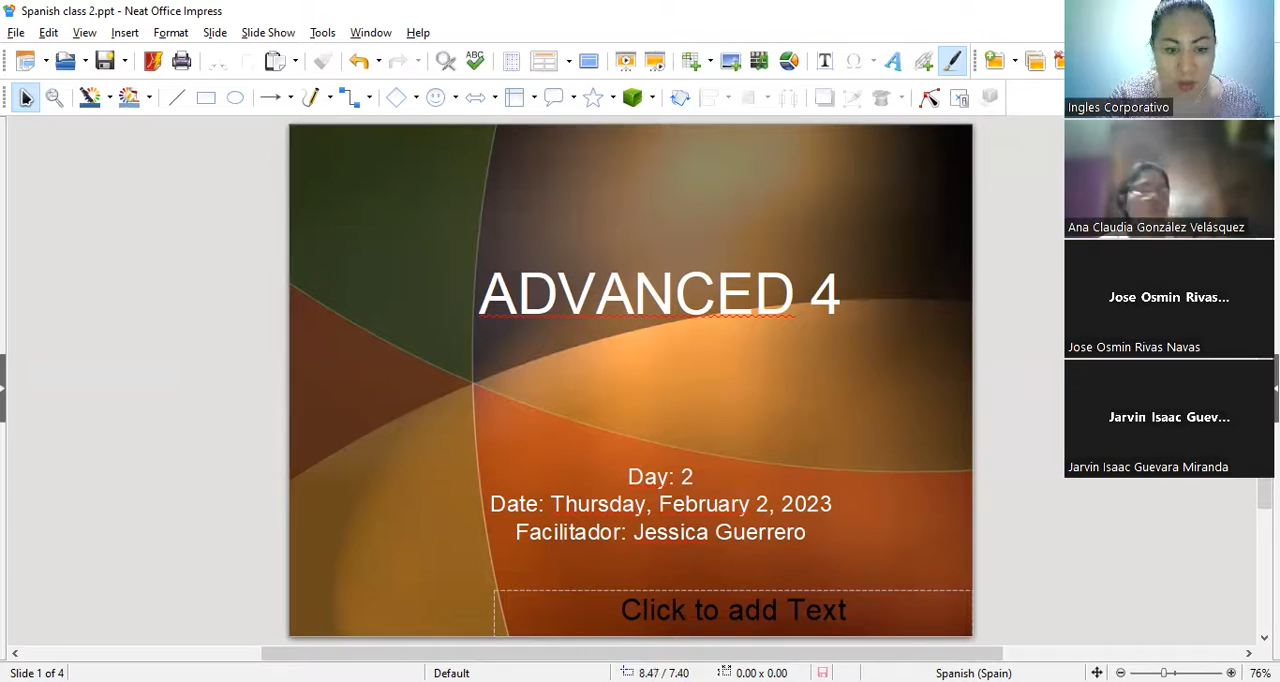 Spanish class 2.ppt - Neat Office Impress
File Edit View Insert Format Slide Slide Show Tools Window Help
ABC
T Ω A
ADVANCED 4
Day: 2
Date: Thursday, February 2, 2023
Facilitador: Jessica Guerrero
Click to add Text
Ingles Corporativo
Ana Claudia González Velásquez
Jose Osmin Rivas...
Jose Osmin Rivas Navas
Jarvin Isaac Guev...
Jarvin Isaac Guevara Miranda
Slide 1 of 4 Default 8.47 / 7.40 0.00 x 0.00 Spanish (Spain) 76%